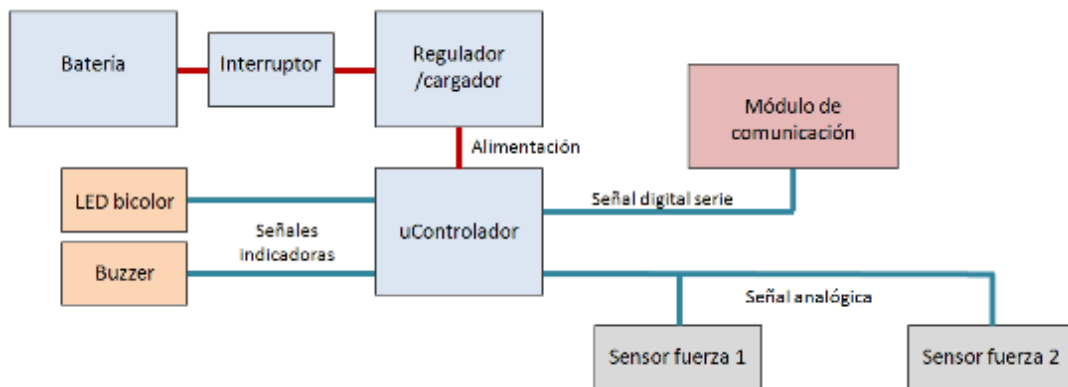 Batería
Interruptor
Regulador
/cargador
Módulo de
comunicación
Alimentación
LED bicolor
Señales
indicadoras
Buzzer
uControlador
Señal digital serie
Señal analógica
Sensor fuerza 1
Sensor fuerza 2